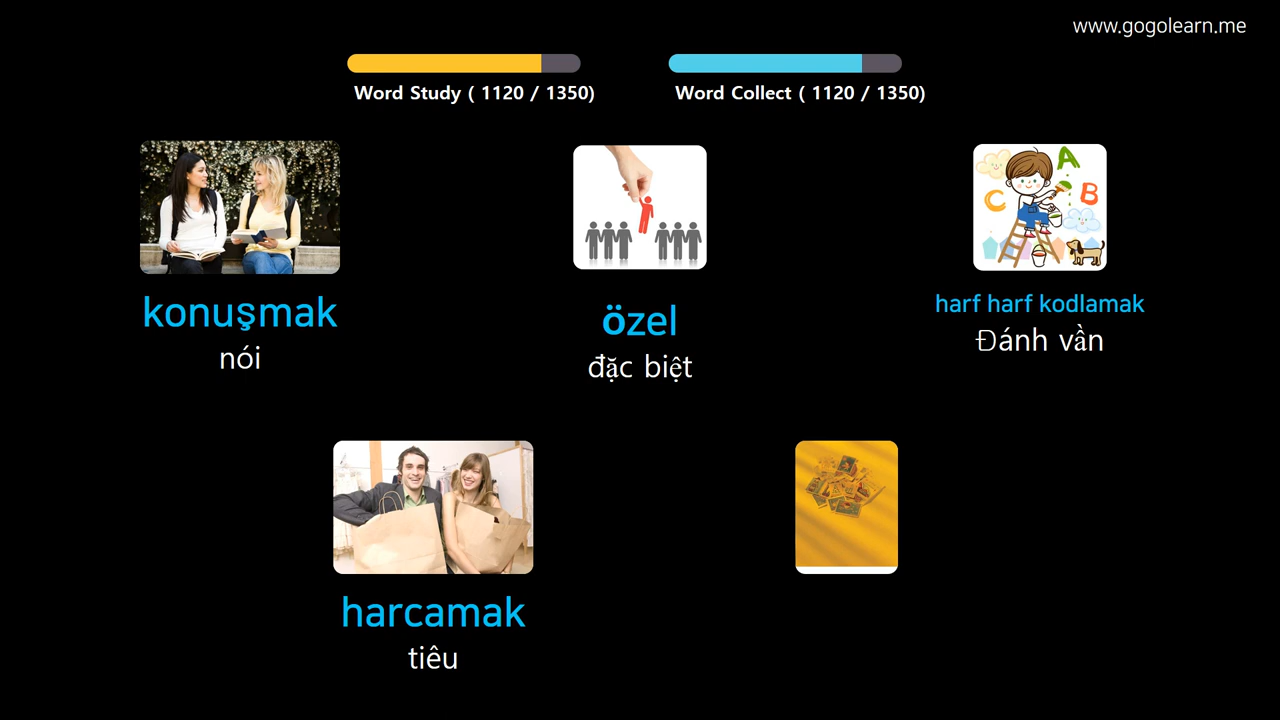 www.gogolearn.me
Word Study ( 1120 / 1350)
Word Collect ( 1120 / 1350)
konuşmak
nói
özel
đặc biệt
harf harf kodlamak
Đánh vần
A
B
C
harcamak
tiêu